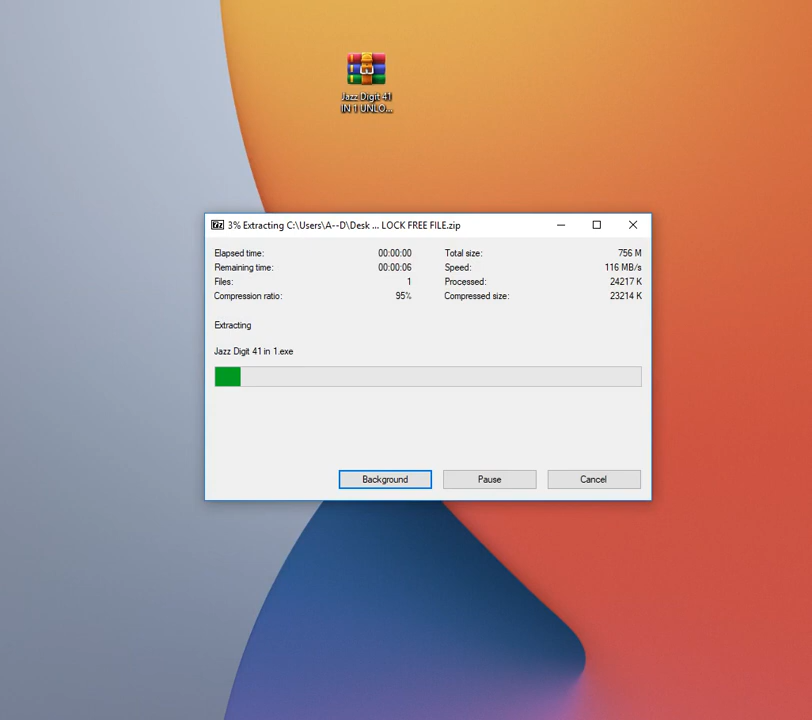 Jazz Digit 41
IN 1 UNLO...
3% Extracting C:\Users\A--D\Desk ... LOCK FREE FILE.zip
Elapsed time: 00:00:00 Total size: 756 M
Remaining time: 00:00:06 Speed: 116 MB/s
Files: 1 Processed: 24217 K
Compression ratio: 95% Compressed size: 23214 K
Extracting
Jazz Digit 41 in 1.exe
Background Pause Cancel